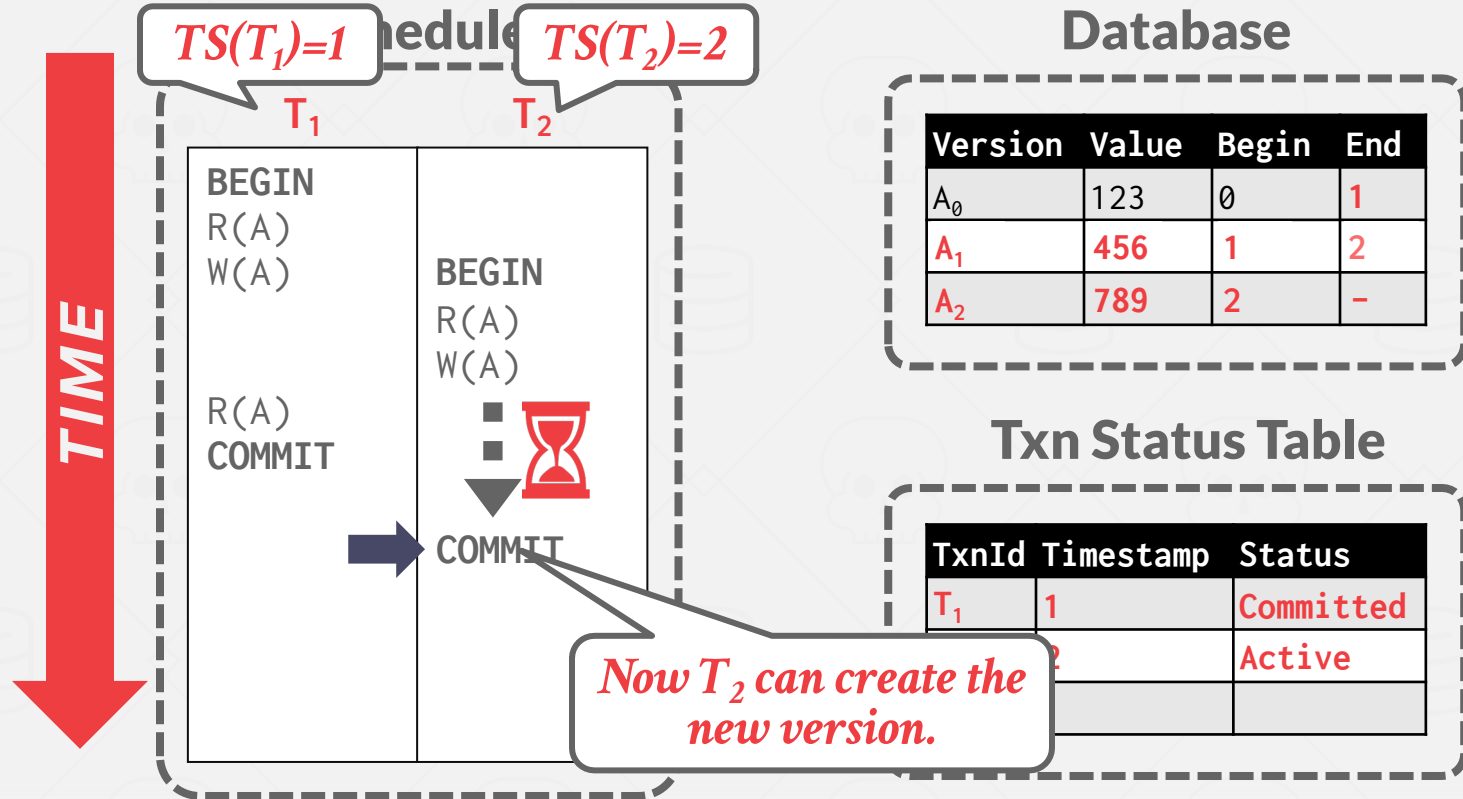 TS(T₁)=1
hedule
TS(T₂)=2
T₁
T₂
BEGIN
R(A)
W(A)
R(A)
COMMIT
BEGIN
R(A)
W(A)
COMMIT
Now T₂ can create the
new version.
TIME
Database
Version Value Begin End
A₀ 123 0 1
A₁ 456 1 2
A₂ 789 2 –
Txn Status Table
TxnId Timestamp Status
T₁ 1 Committed
Active